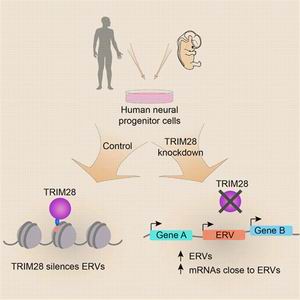 Human neural
progenitor cells
Control
TRIM28
knockdown
TRIM28
TRIM28
Gene A
ERV
Gene B
TRIM28 silences ERVs
ERVs
mRNAs close to ERVs